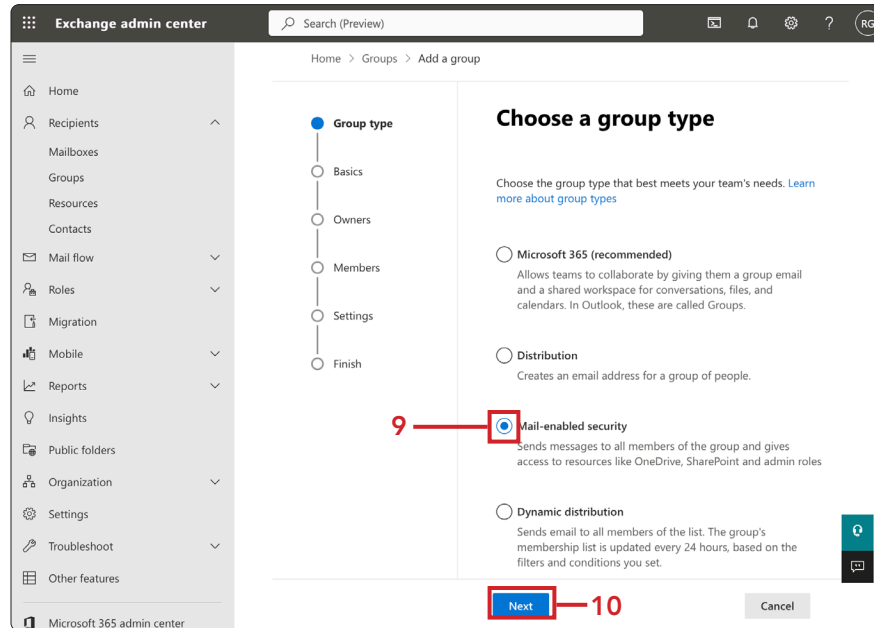 Exchange admin center
Search (Preview)
?
RG
Home > Groups > Add a group
Home
Recipients
Mailboxes
Groups
Resources
Contacts
Mail flow
Roles
Migration
Mobile
Reports
Insights
Public folders
Organization
Settings
Troubleshoot
Other features
Microsoft 365 admin center
Group type
Basics
Owners
Members
Settings
Finish
Choose a group type
Choose the group type that best meets your team's needs. Learn
more about group types
Microsoft 365 (recommended)
Allows teams to collaborate by giving them a group email
and a shared workspace for conversations, files, and
calendars. In Outlook, these are called Groups.
Distribution
Creates an email address for a group of people.
9
Mail-enabled security
Sends messages to all members of the group and gives
access to resources like OneDrive, SharePoint and admin roles
Dynamic distribution
Sends email to all members of the list. The group's
membership list is updated every 24 hours, based on the
filters and conditions you set.
Next
10
Cancel